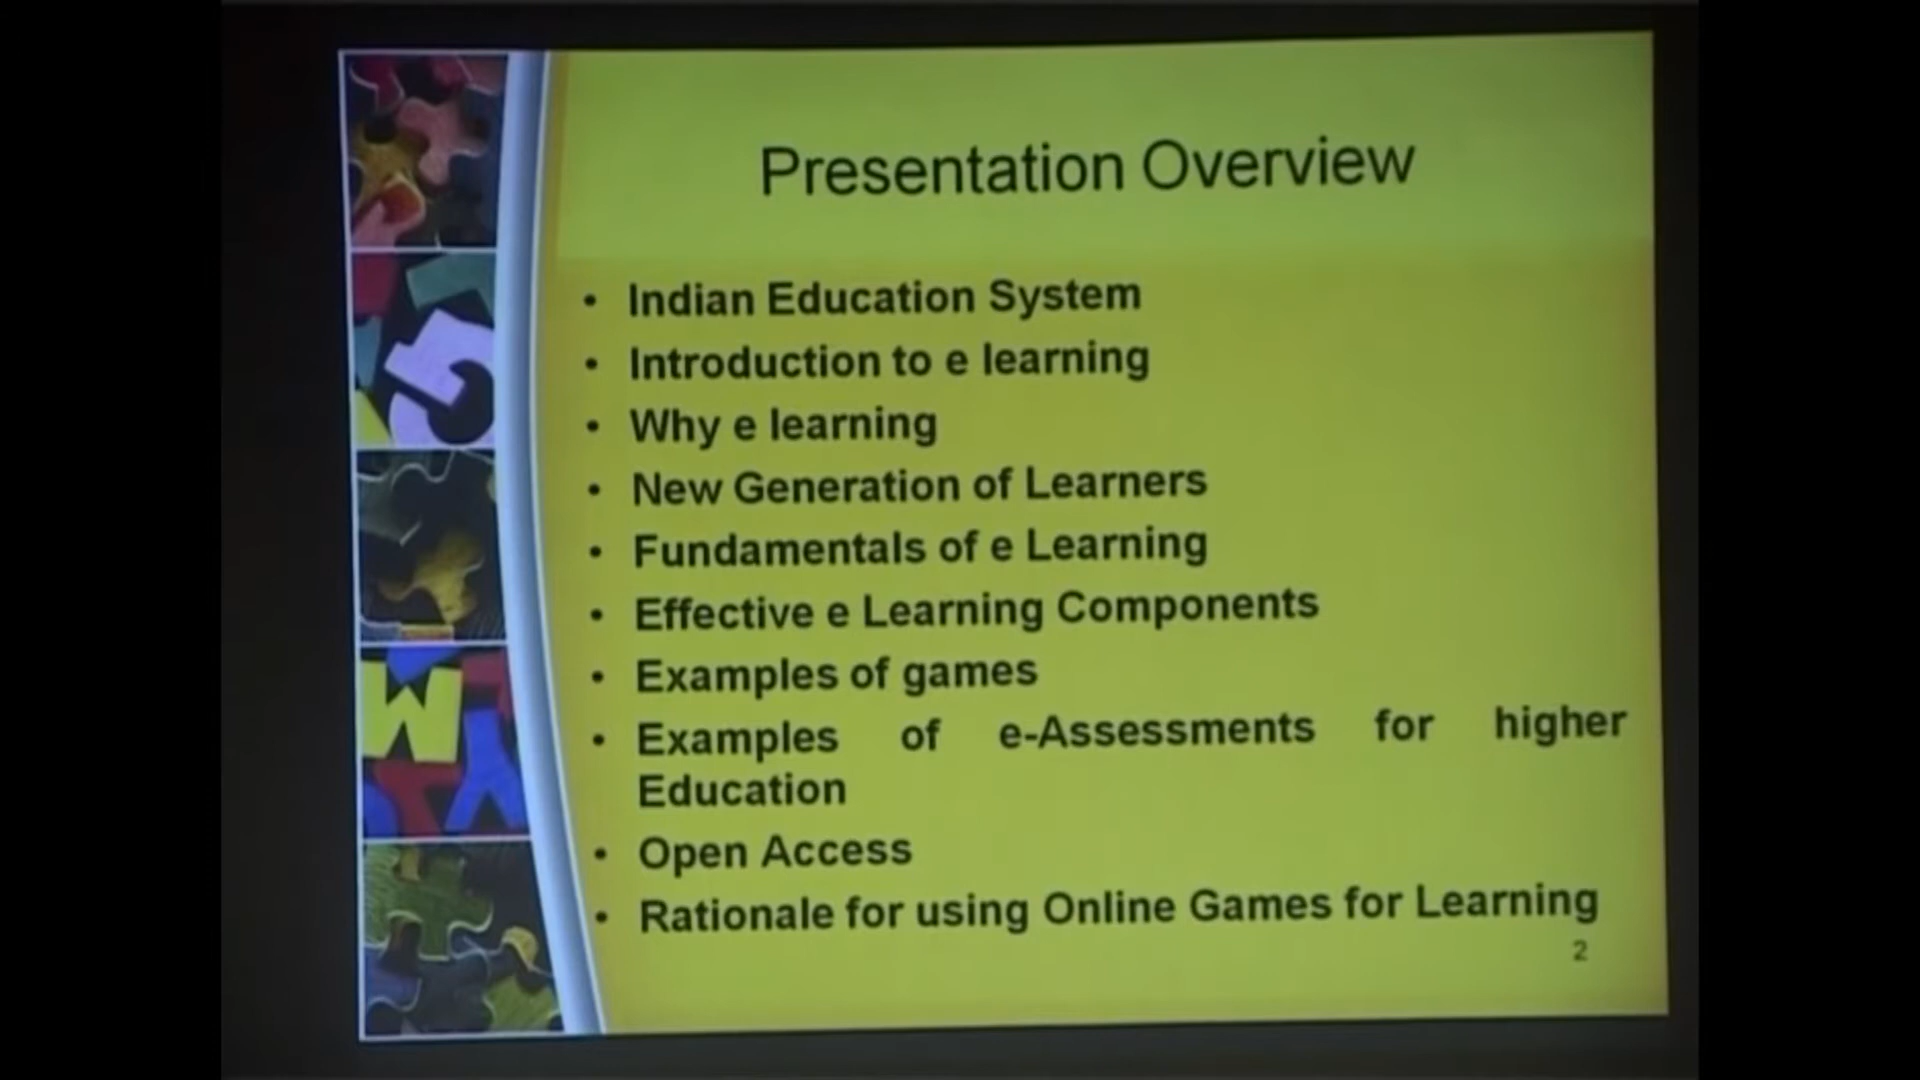 Presentation Overview
• Indian Education System
• Introduction to e learning
• Why e learning
• New Generation of Learners
• Fundamentals of e Learning
• Effective e Learning Components
• Examples of games
• Examples of e-Assessments for higher
Education
• Open Access
• Rationale for using Online Games for Learning
2